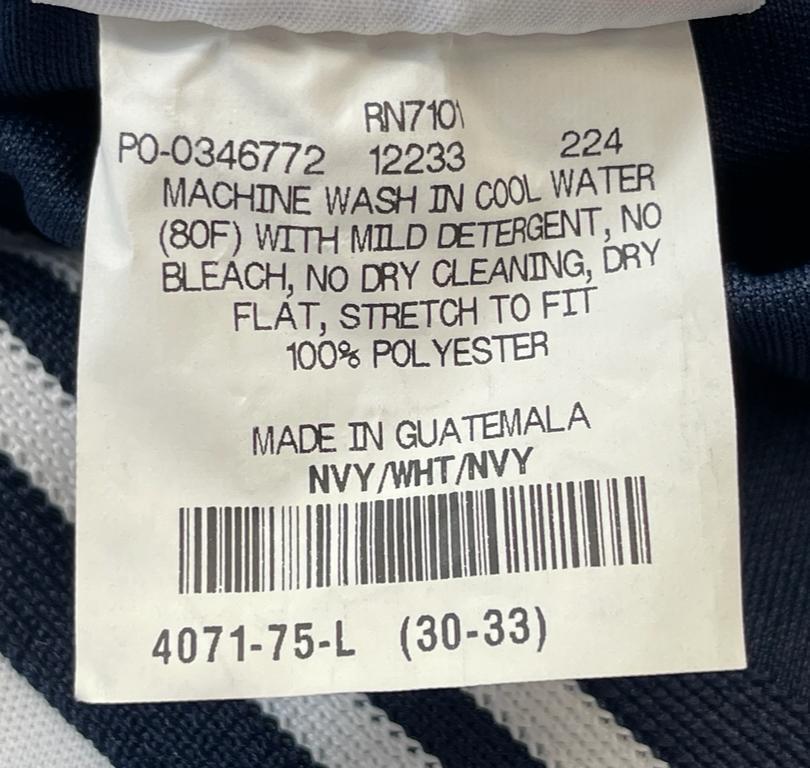 RN7101
PO-0346772 12233 224
MACHINE WASH IN COOL WATER
(80F) WITH MILD DETERGENT, NO
BLEACH, NO DRY CLEANING, DRY
FLAT, STRETCH TO FIT
100% POLYESTER
MADE IN GUATEMALA
NVY/WHT/NVY
4071-75-L (30-33)